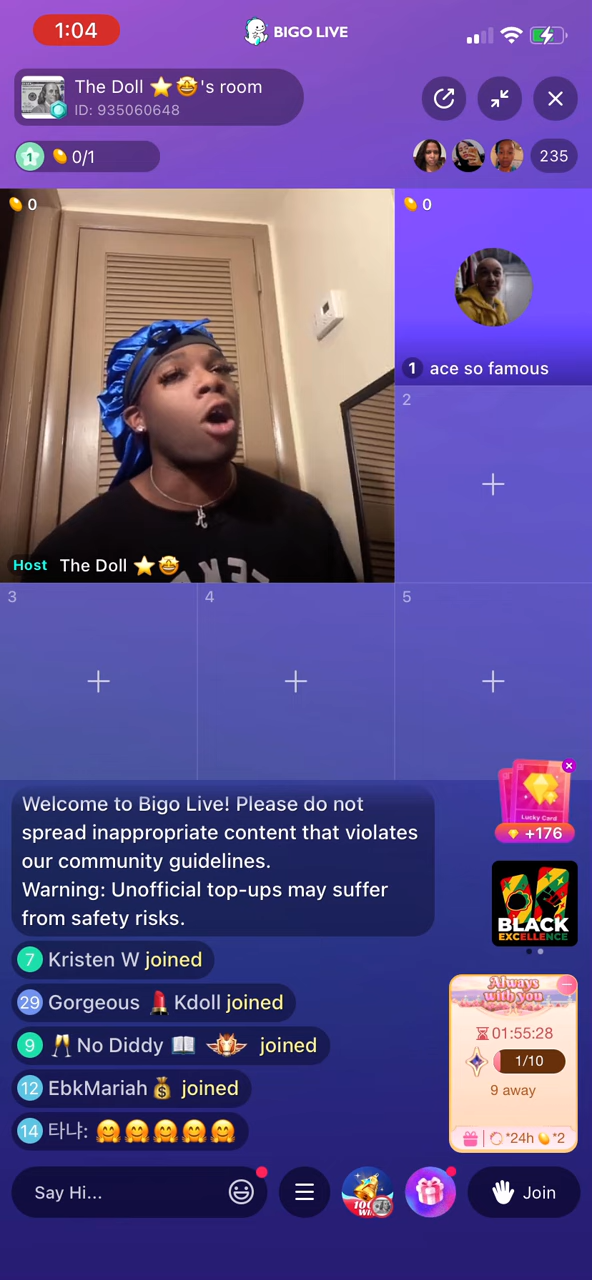 1:04
BIGO LIVE
The Doll ⭐🤩's room
ID: 935060648
1 0/1
235
0
0
1 ace so famous
2
Host The Doll ⭐🤩
3 4 5
Lucky Card
+176
Welcome to Bigo Live! Please do not
spread inappropriate content that violates
our community guidelines.
Warning: Unofficial top-ups may suffer
from safety risks.
BLACK
EXCELLENCE
7 Kristen W joined
29 Gorgeous 💄Kdoll joined
9 🥂No Diddy 📖 joined
12 EbkMariah💰 joined
14 타냐: 🤗🤗🤗🤗🤗
Always
with you
01:55:28
1/10
9 away
*24h *2
Say Hi...
Join